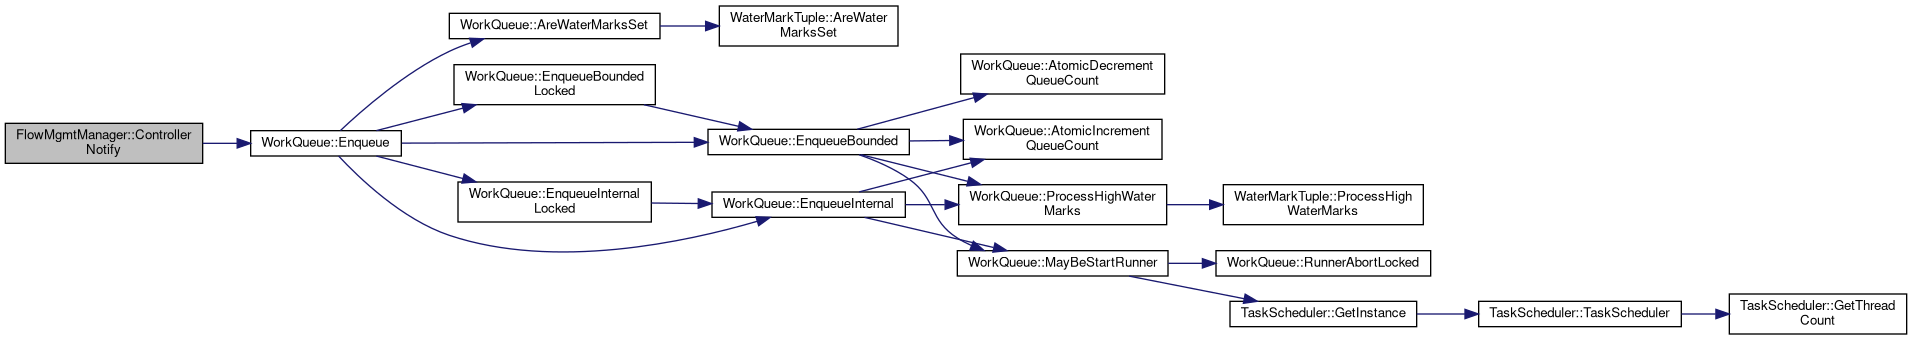 FlowMgmtManager::Controller
Notify
WorkQueue::Enqueue
WorkQueue::AreWaterMarksSet
WaterMarkTuple::AreWater
MarksSet
WorkQueue::EnqueueBounded
Locked
WorkQueue::EnqueueBounded
WorkQueue::AtomicDecrement
QueueCount
WorkQueue::AtomicIncrement
QueueCount
WorkQueue::EnqueueInternal
Locked
WorkQueue::EnqueueInternal
WorkQueue::ProcessHighWater
Marks
WaterMarkTuple::ProcessHigh
WaterMarks
WorkQueue::MayBeStartRunner
WorkQueue::RunnerAbortLocked
TaskScheduler::GetInstance
TaskScheduler::TaskScheduler
TaskScheduler::GetThread
Count